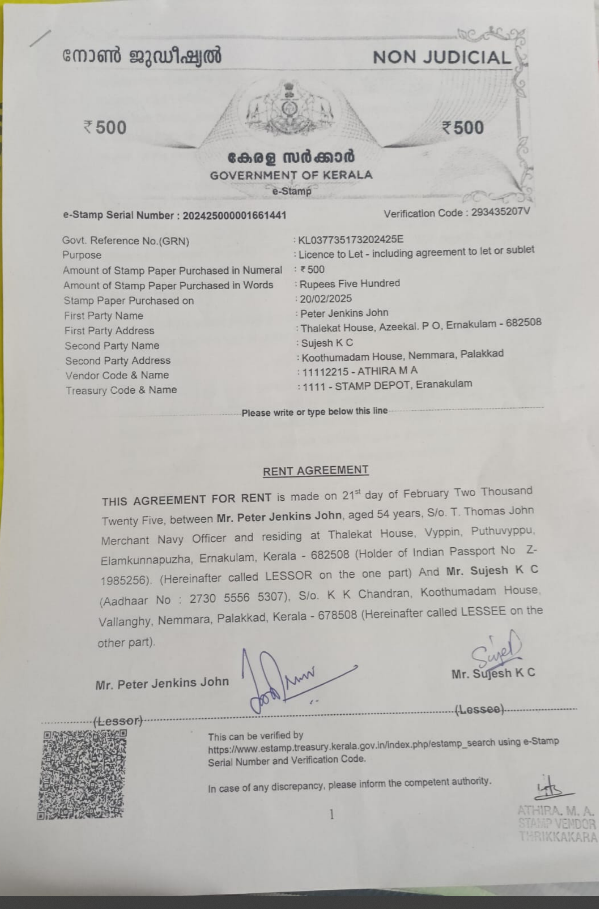 നോൺ ജുഡീഷ്യൽ NON JUDICIAL
₹500 ₹500
കേരള സർക്കാർ
GOVERNMENT OF KERALA
e-Stamp
e-Stamp Serial Number : 202425000001661441 Verification Code : 293435207V
Govt. Reference No.(GRN) : KL037735173202425E
Purpose : Licence to Let - including agreement to let or sublet
Amount of Stamp Paper Purchased in Numeral : ₹500
Amount of Stamp Paper Purchased in Words : Rupees Five Hundred
Stamp Paper Purchased on : 20/02/2025
First Party Name : Peter Jenkins John
First Party Address : Thalekat House, Azeekal. P O, Ernakulam - 682508
Second Party Name : Sujesh K C
Second Party Address : Koothumadam House, Nemmara, Palakkad
Vendor Code & Name : 11112215 - ATHIRA M A
Treasury Code & Name : 1111 - STAMP DEPOT, Eranakulam
Please write or type below this line
RENT AGREEMENT
THIS AGREEMENT FOR RENT is made on 21st day of February Two Thousand
Twenty Five, between Mr. Peter Jenkins John, aged 54 years, S/o. T. Thomas John
Merchant Navy Officer and residing at Thalekat House, Vyppin, Puthuvyppu,
Elamkunnapuzha, Ernakulam, Kerala - 682508 (Holder of Indian Passport No Z-
1985256). (Hereinafter called LESSOR on the one part) And Mr. Sujesh K C
(Aadhaar No : 2730 5556 5307), S/o. K K Chandran, Koothumadam House,
Vallanghy, Nemmara, Palakkad, Kerala - 678508 (Hereinafter called LESSEE on the
other part).
Mr. Peter Jenkins John Mr. Sujesh K C
(Lessor) (Lessee)
This can be verified by
https://www.estamp.treasury.kerala.gov.in/index.php/estamp_search using e-Stamp
Serial Number and Verification Code.
In case of any discrepancy, please inform the competent authority.
1
ATHIRA. M. A.
STAMP VENDOR
THRIKKAKARA